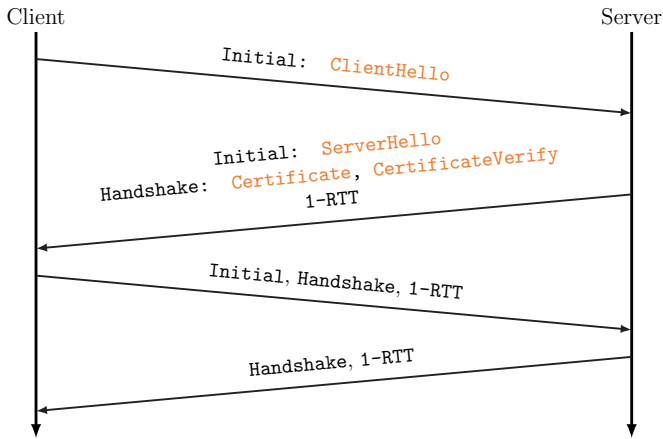 Client
Server
Initial: ClientHello
Initial: ServerHello
Handshake: Certificate, CertificateVerify
1-RTT
Initial, Handshake, 1-RTT
Handshake, 1-RTT